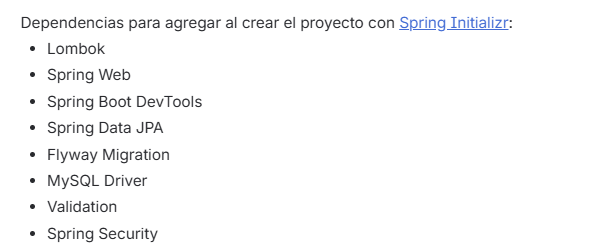 Dependencias para agregar al crear el proyecto con Spring Initializr:
• Lombok
• Spring Web
• Spring Boot DevTools
• Spring Data JPA
• Flyway Migration
• MySQL Driver
• Validation
• Spring Security